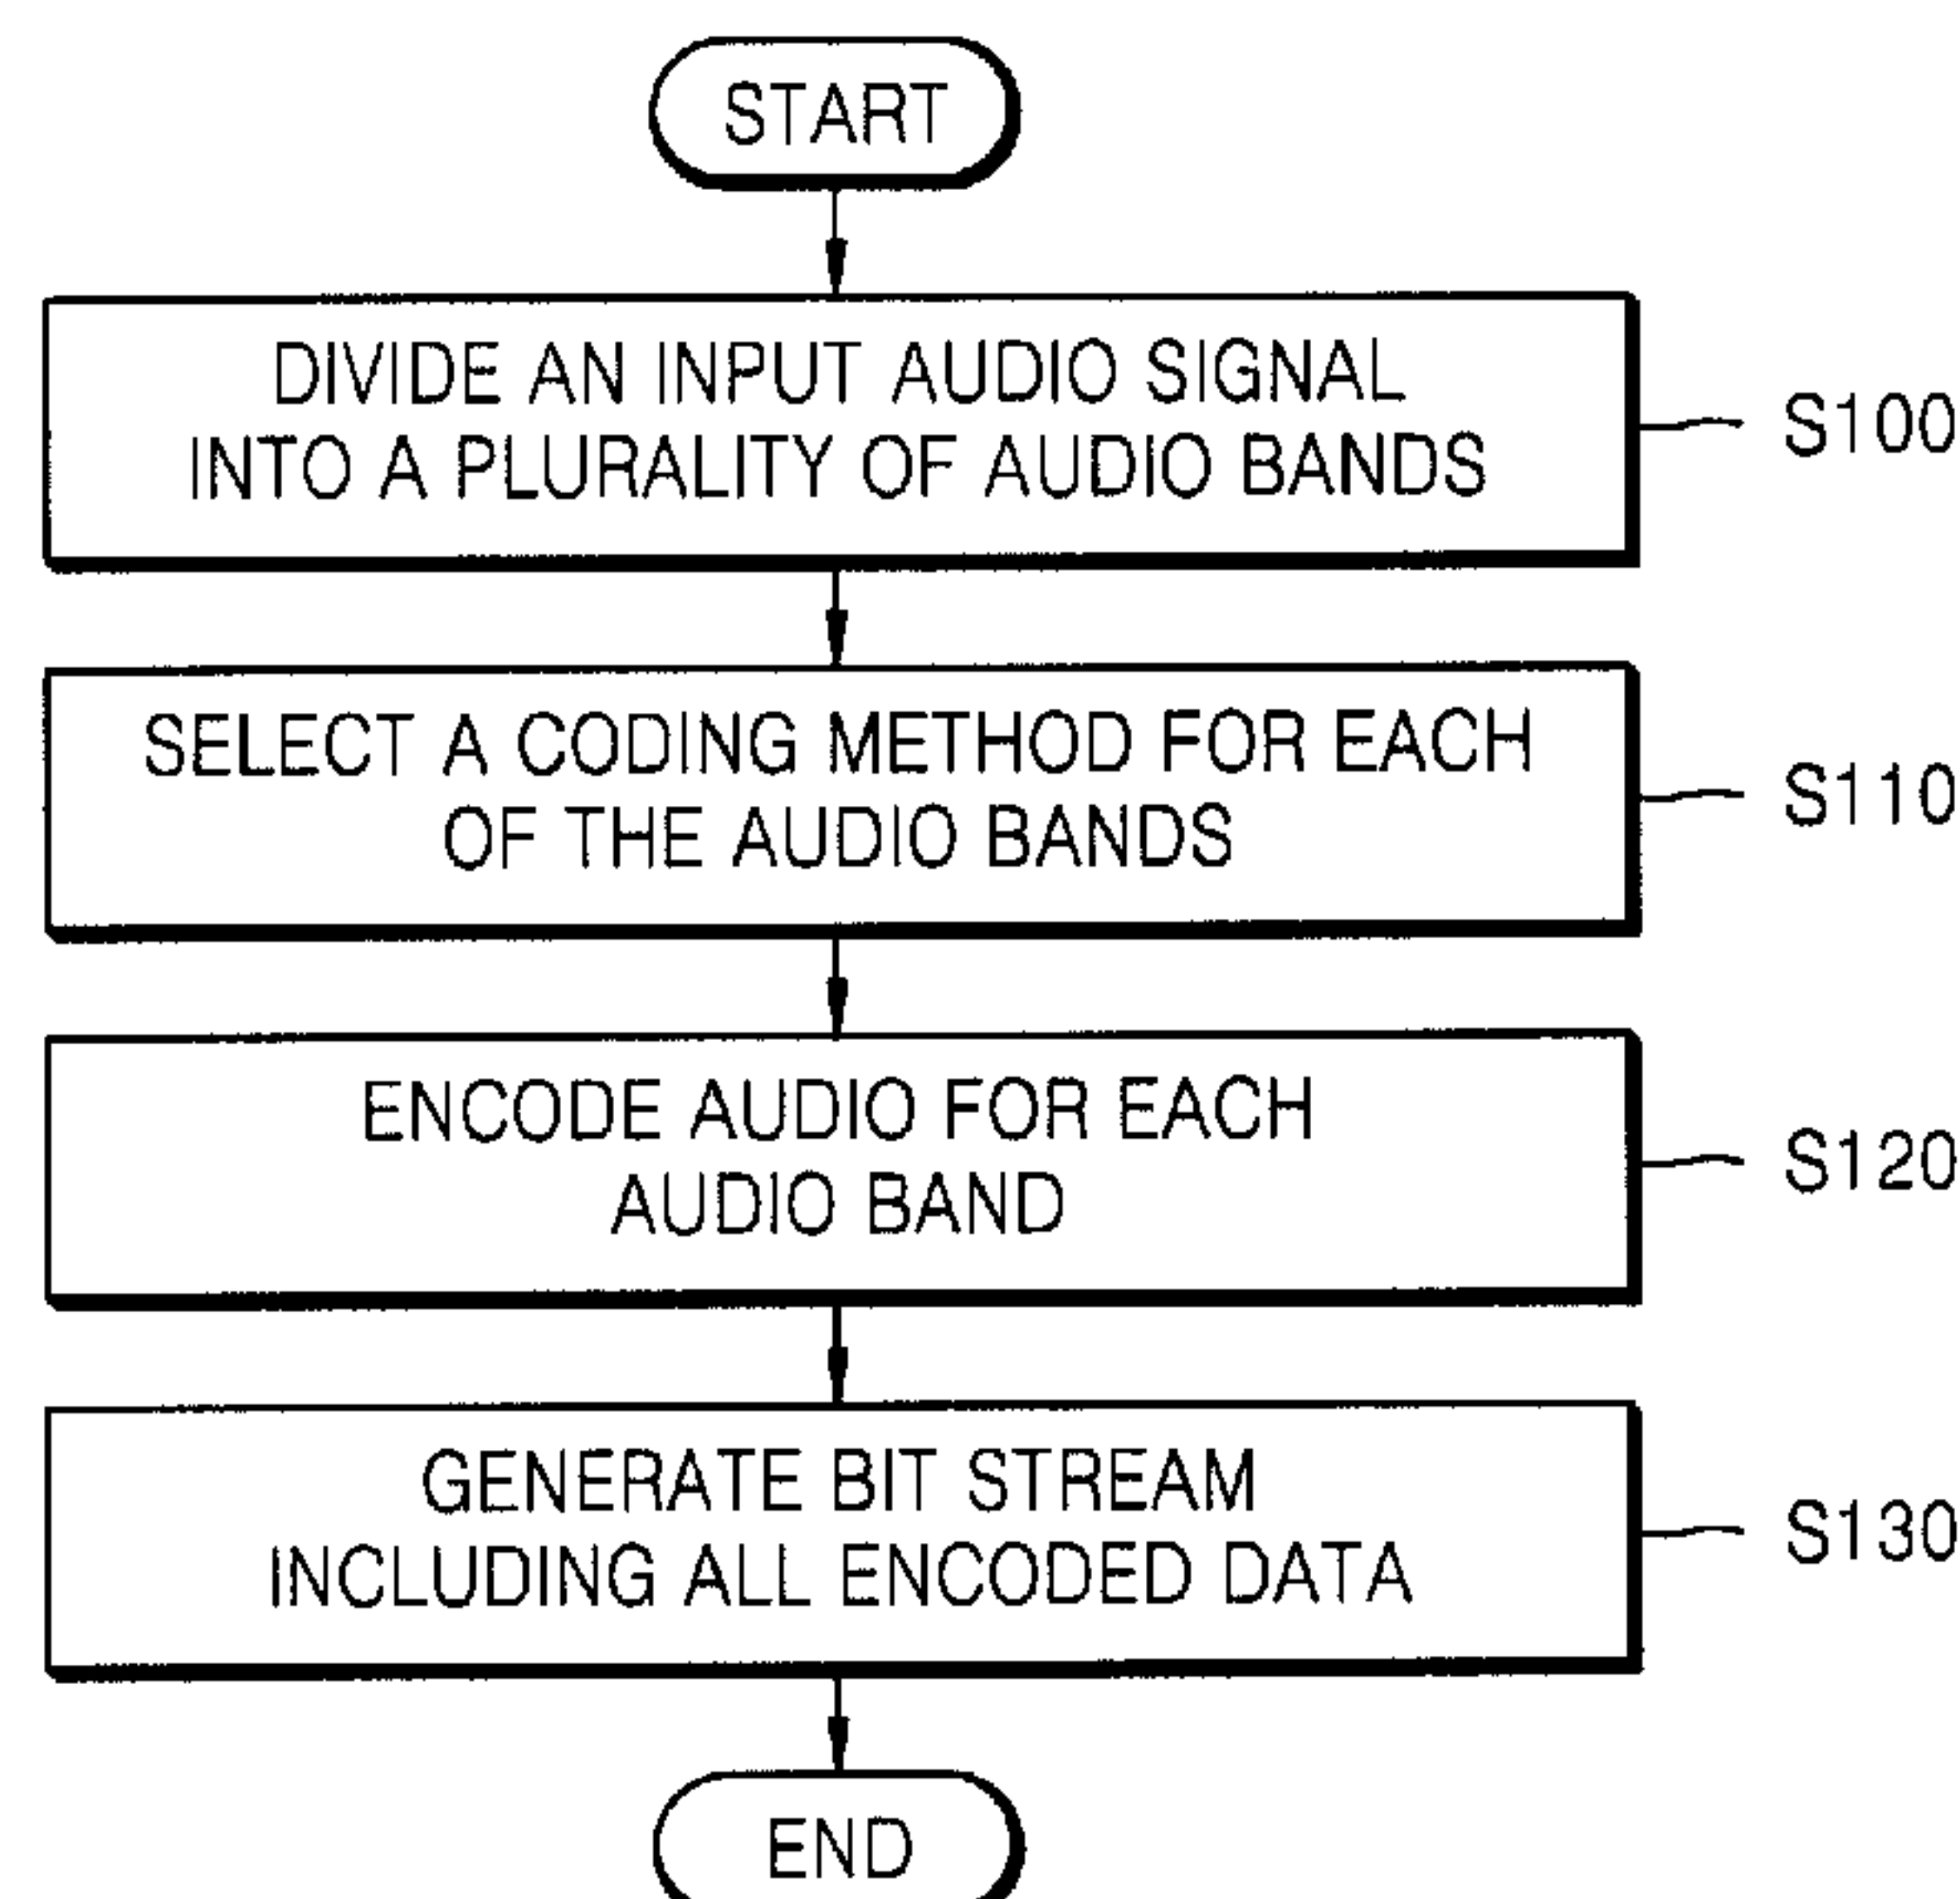 START
DIVIDE AN INPUT AUDIO SIGNAL
INTO A PLURALITY OF AUDIO BANDS
S100
SELECT A CODING METHOD FOR EACH
OF THE AUDIO BANDS
S110
ENCODE AUDIO FOR EACH
AUDIO BAND
S120
GENERATE BIT STREAM
INCLUDING ALL ENCODED DATA
S130
END